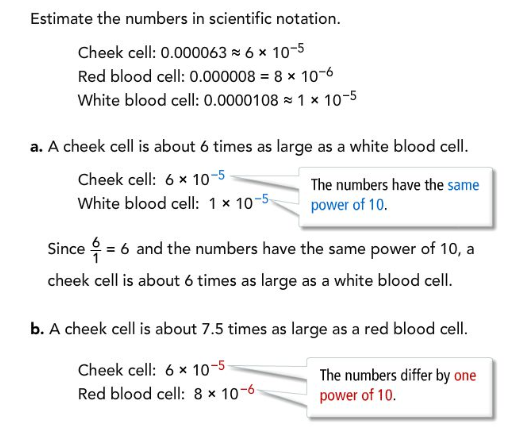 Estimate the numbers in scientific notation.
Cheek cell: 0.000063 ≈ 6 × 10⁻⁵
Red blood cell: 0.000008 = 8 × 10⁻⁶
White blood cell: 0.0000108 ≈ 1 × 10⁻⁵
a. A cheek cell is about 6 times as large as a white blood cell.
Cheek cell: 6 × 10⁻⁵
White blood cell: 1 × 10⁻⁵
The numbers have the same
power of 10.
Since 6/1 = 6 and the numbers have the same power of 10, a
cheek cell is about 6 times as large as a white blood cell.
b. A cheek cell is about 7.5 times as large as a red blood cell.
Cheek cell: 6 × 10⁻⁵
Red blood cell: 8 × 10⁻⁶
The numbers differ by one
power of 10.